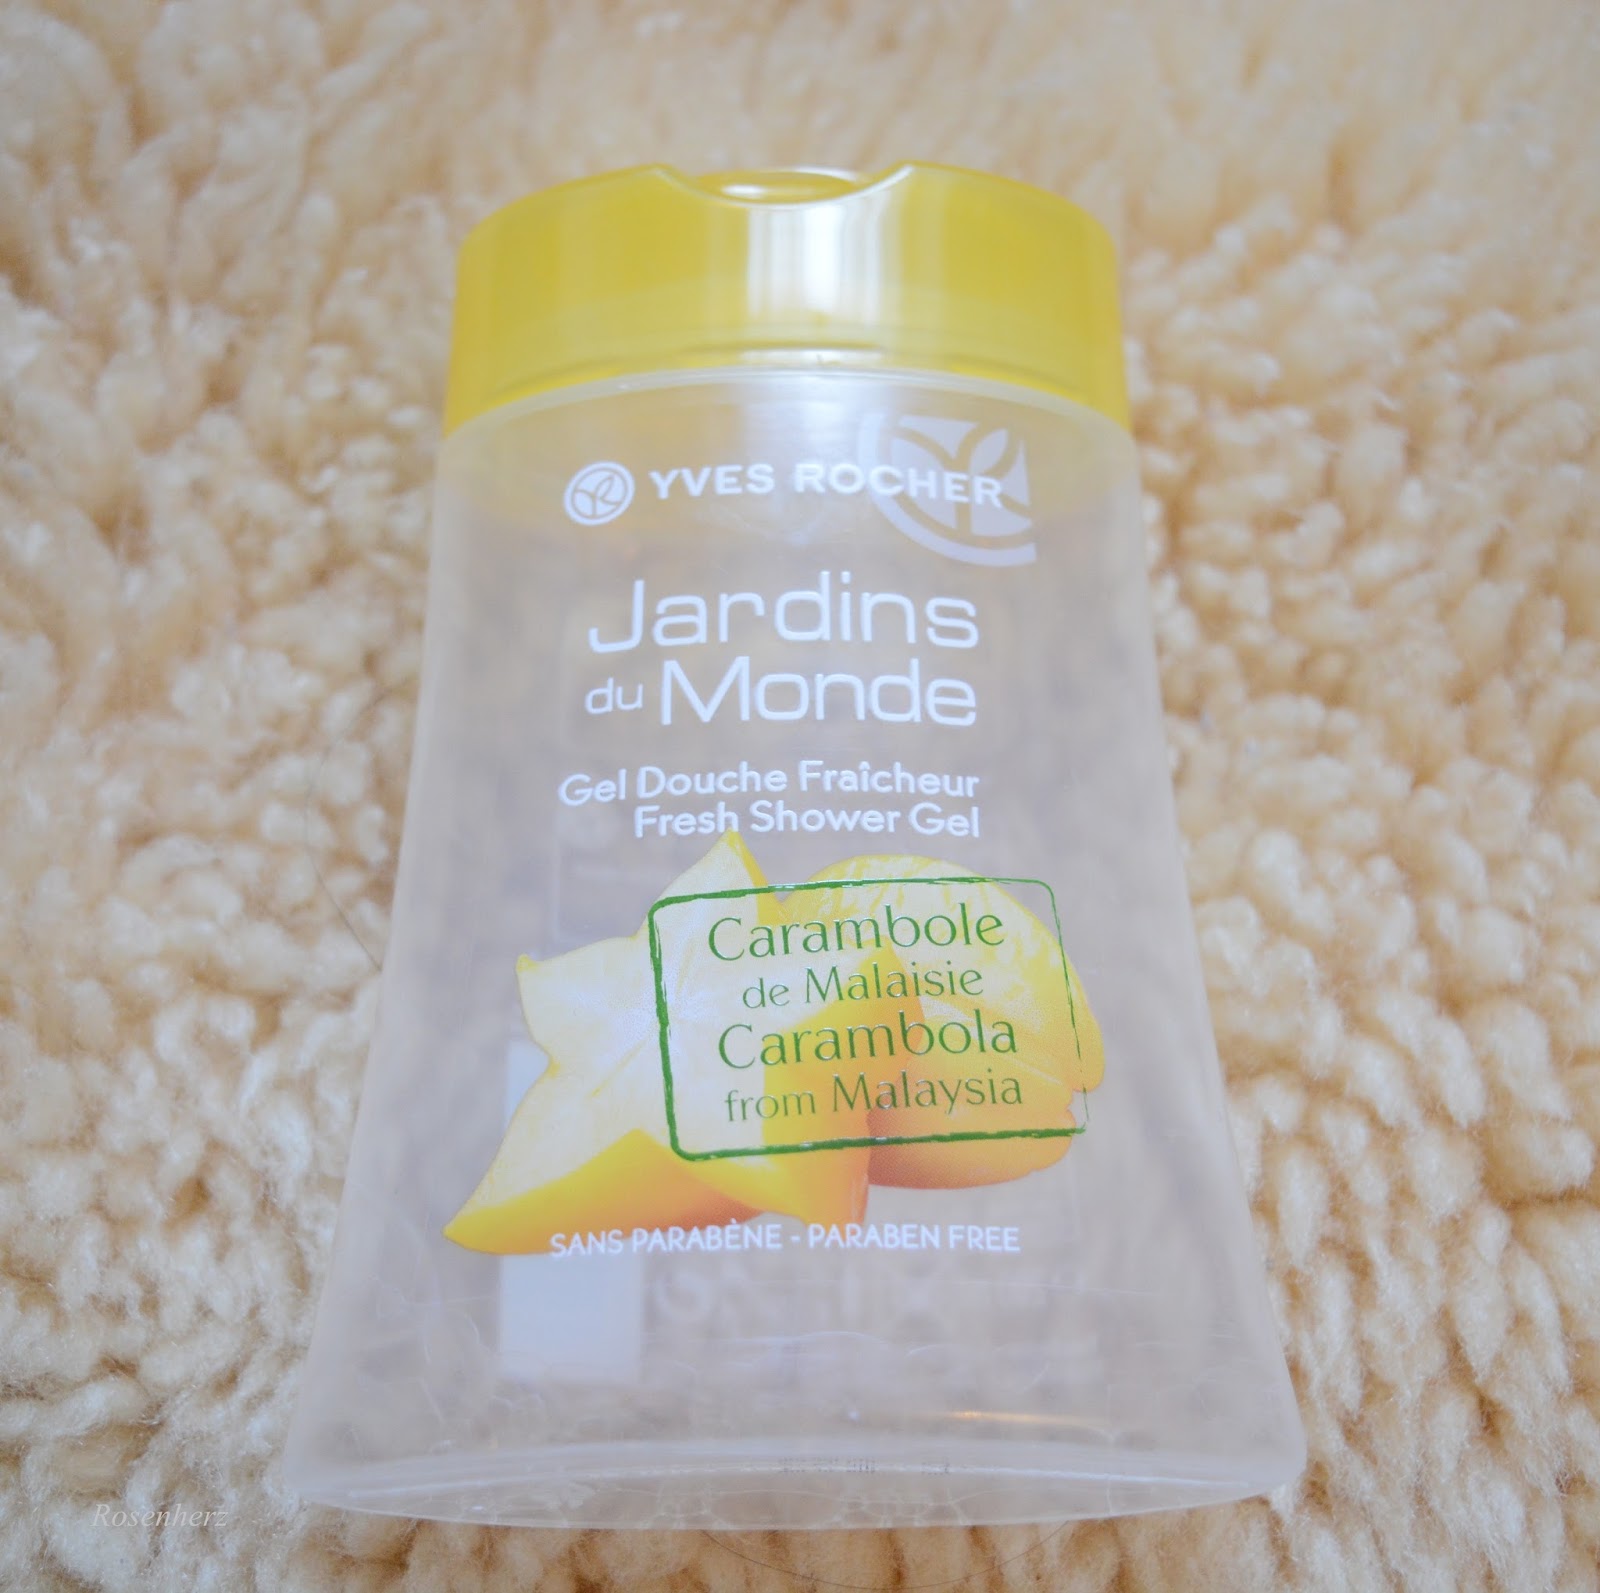 YVES ROCHER
Jardins
du Monde
Gel Douche Fraîcheur
Fresh Shower Gel
Carambole
de Malaisie
Carambola
from Malaysia
SANS PARABÈNE - PARABEN FREE
Rosenherz